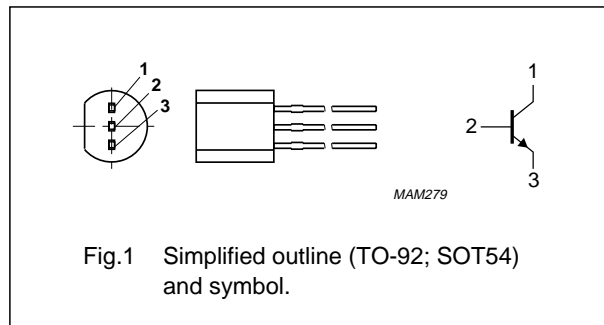 1
2
3
1
2
3
MAM279
Fig.1 Simplified outline (TO-92; SOT54)
and symbol.